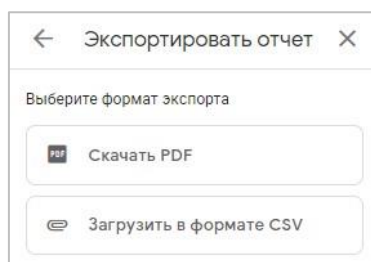 Экспортировать отчет
Выберите формат экспорта
PDF Скачать PDF
Загрузить в формате CSV